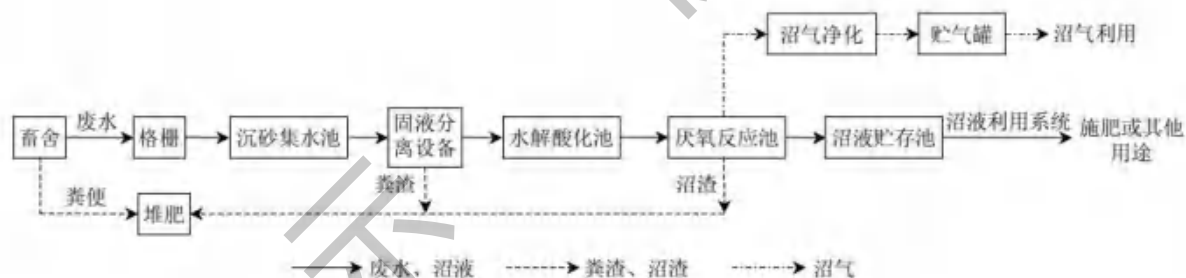 沼气净化
贮气罐
沼气利用
畜舍
废水
格栅
沉砂集水池
固液分
离设备
水解酸化池
厌氧反应池
沼液贮存池
沼液利用系统
施肥或其他
用途
粪便
堆肥
粪渣
沼渣
废水、沼液
粪渣、沼渣
沼气